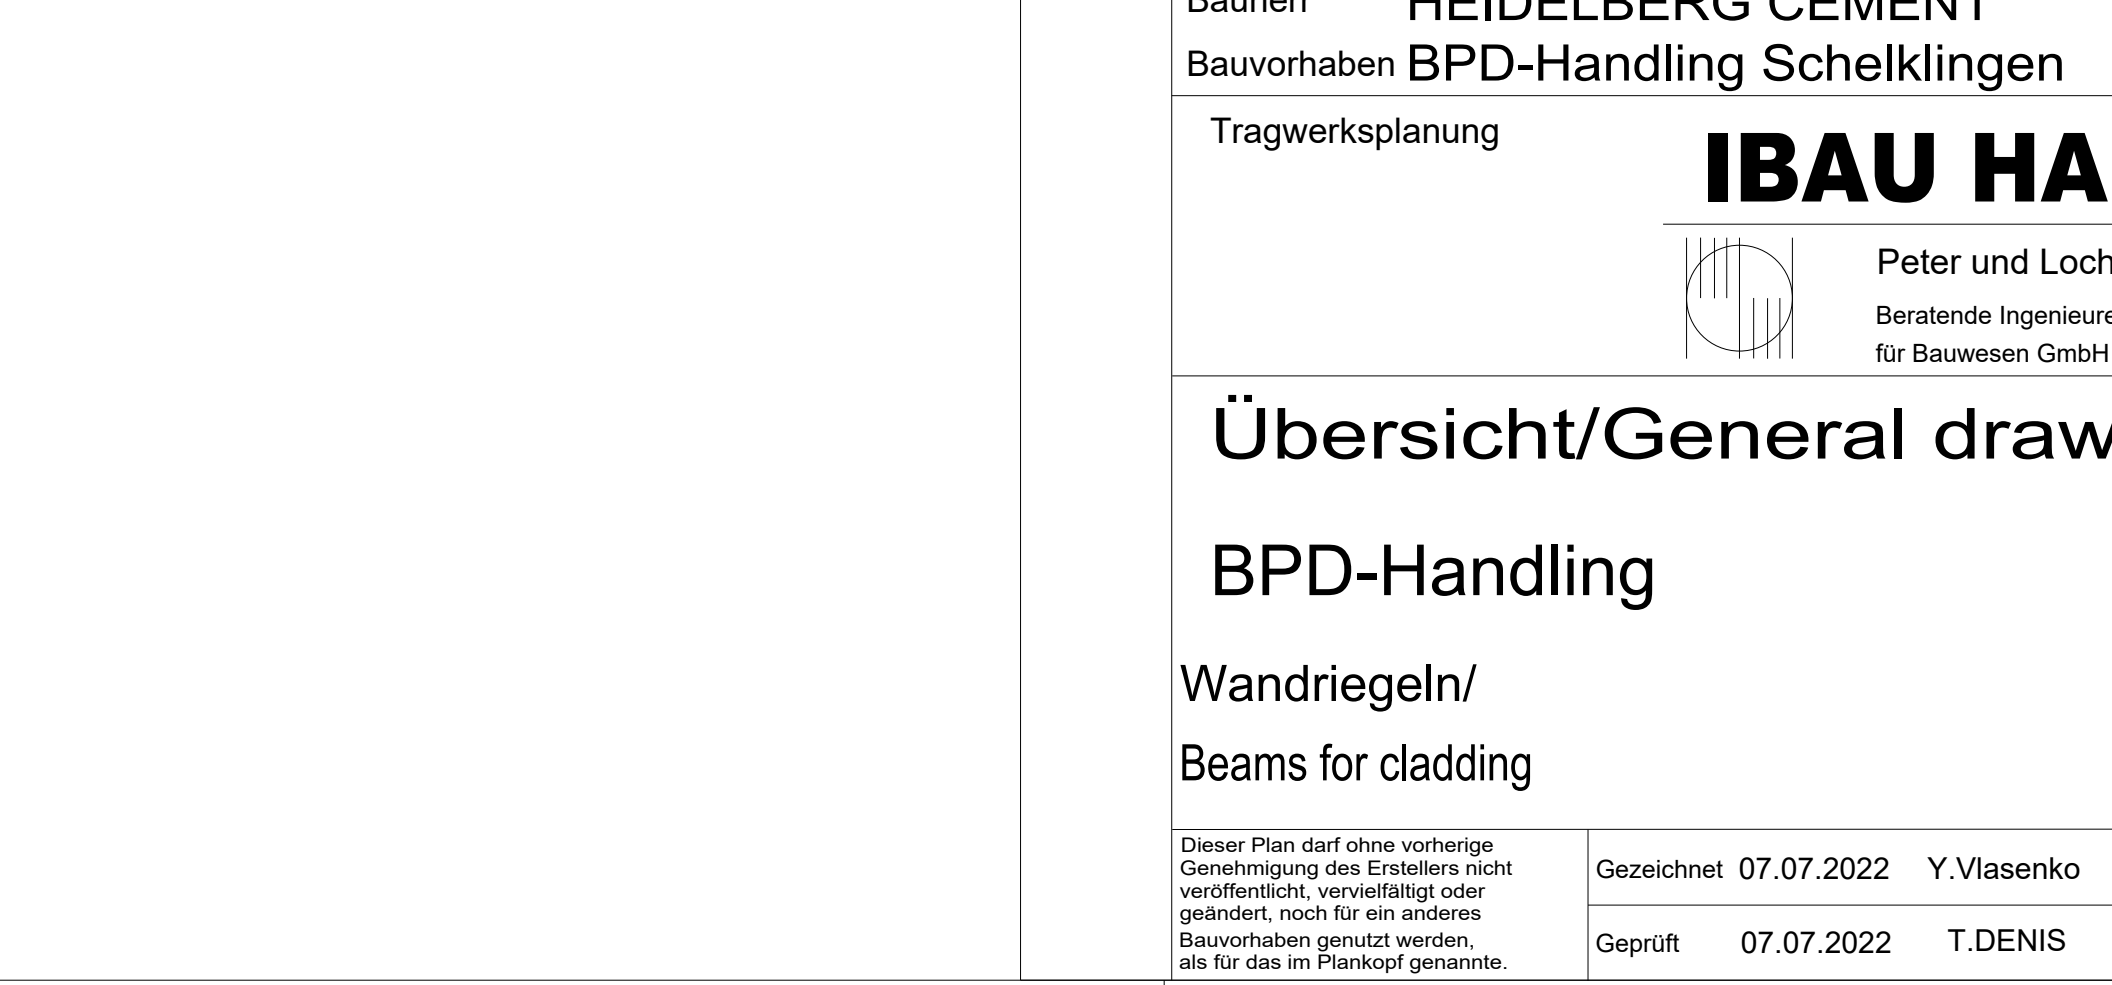 HEIDELBERG CEMENT
Bauvorhaben BPD-Handling Schelklingen
Tragwerksplanung
IBAU HA
Peter und Loch
Beratende Ingenieure
für Bauwesen GmbH
Übersicht/General draw
BPD-Handling
Wandriegeln/
Beams for cladding
Dieser Plan darf ohne vorherige
Genehmigung des Erstellers nicht
veröffentlicht, vervielfältigt oder
geändert, noch für ein anderes
Bauvorhaben genutzt werden,
als für das im Plankopf genannte.
Gezeichnet 07.07.2022 Y.Vlasenko
Geprüft 07.07.2022 T.DENIS